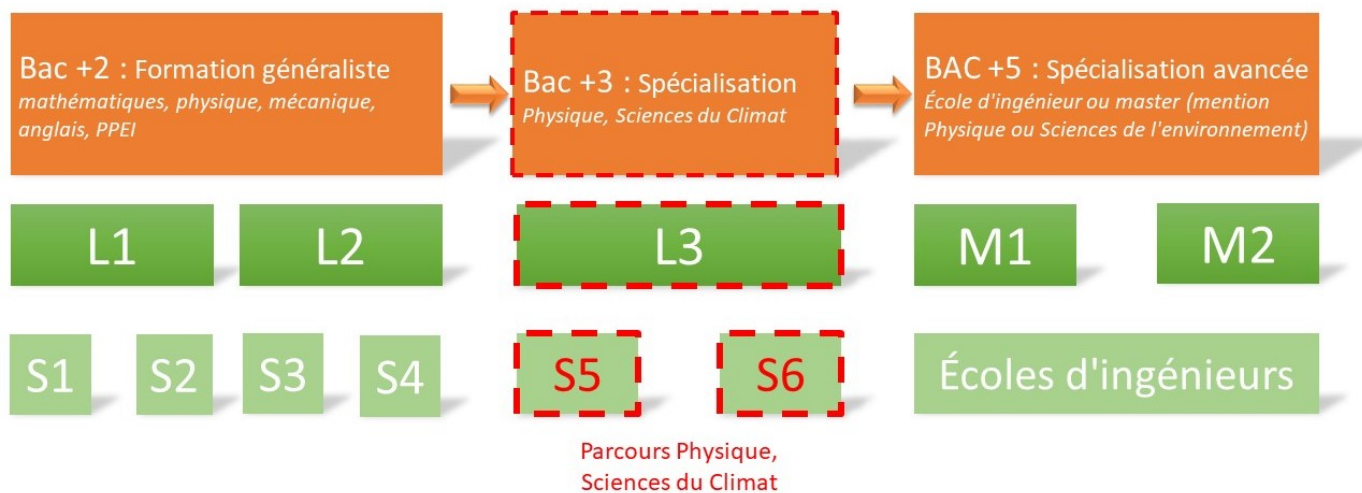 Bac +2 : Formation généraliste
mathématiques, physique, mécanique,
anglais, PPEI
Bac +3 : Spécialisation
Physique, Sciences du Climat
BAC +5 : Spécialisation avancée
École d'ingénieur ou master (mention
Physique ou Sciences de l'environnement)
L1
L2
L3
M1
M2
S1
S2
S3
S4
S5
S6
Écoles d'ingénieurs
Parcours Physique,
Sciences du Climat